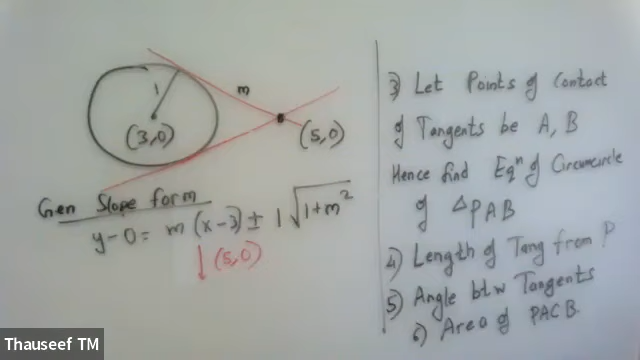 1
m
(3,0)
(5,0)
Gen Slope form
y-0 = m (x-3) ± 1 √1+m²
↓ (5,0)
3) Let Points of Contact
of Tangents be A, B
Hence find Eqⁿ of Circumcircle
of △PAB
4) Length of Tang from P
5) Angle btw Tangents
6) Area of PACB.
Thauseef TM